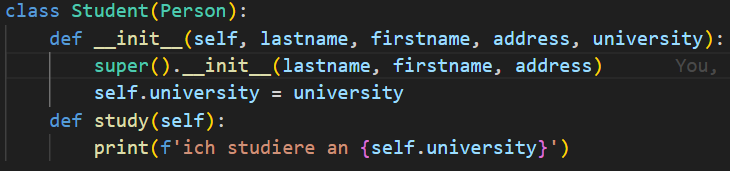 class Student(Person):
    def __init__(self, lastname, firstname, address, university):
        super().__init__(lastname, firstname, address)      You,
        self.university = university
    def study(self):
        print(f'ich studiere an {self.university}')